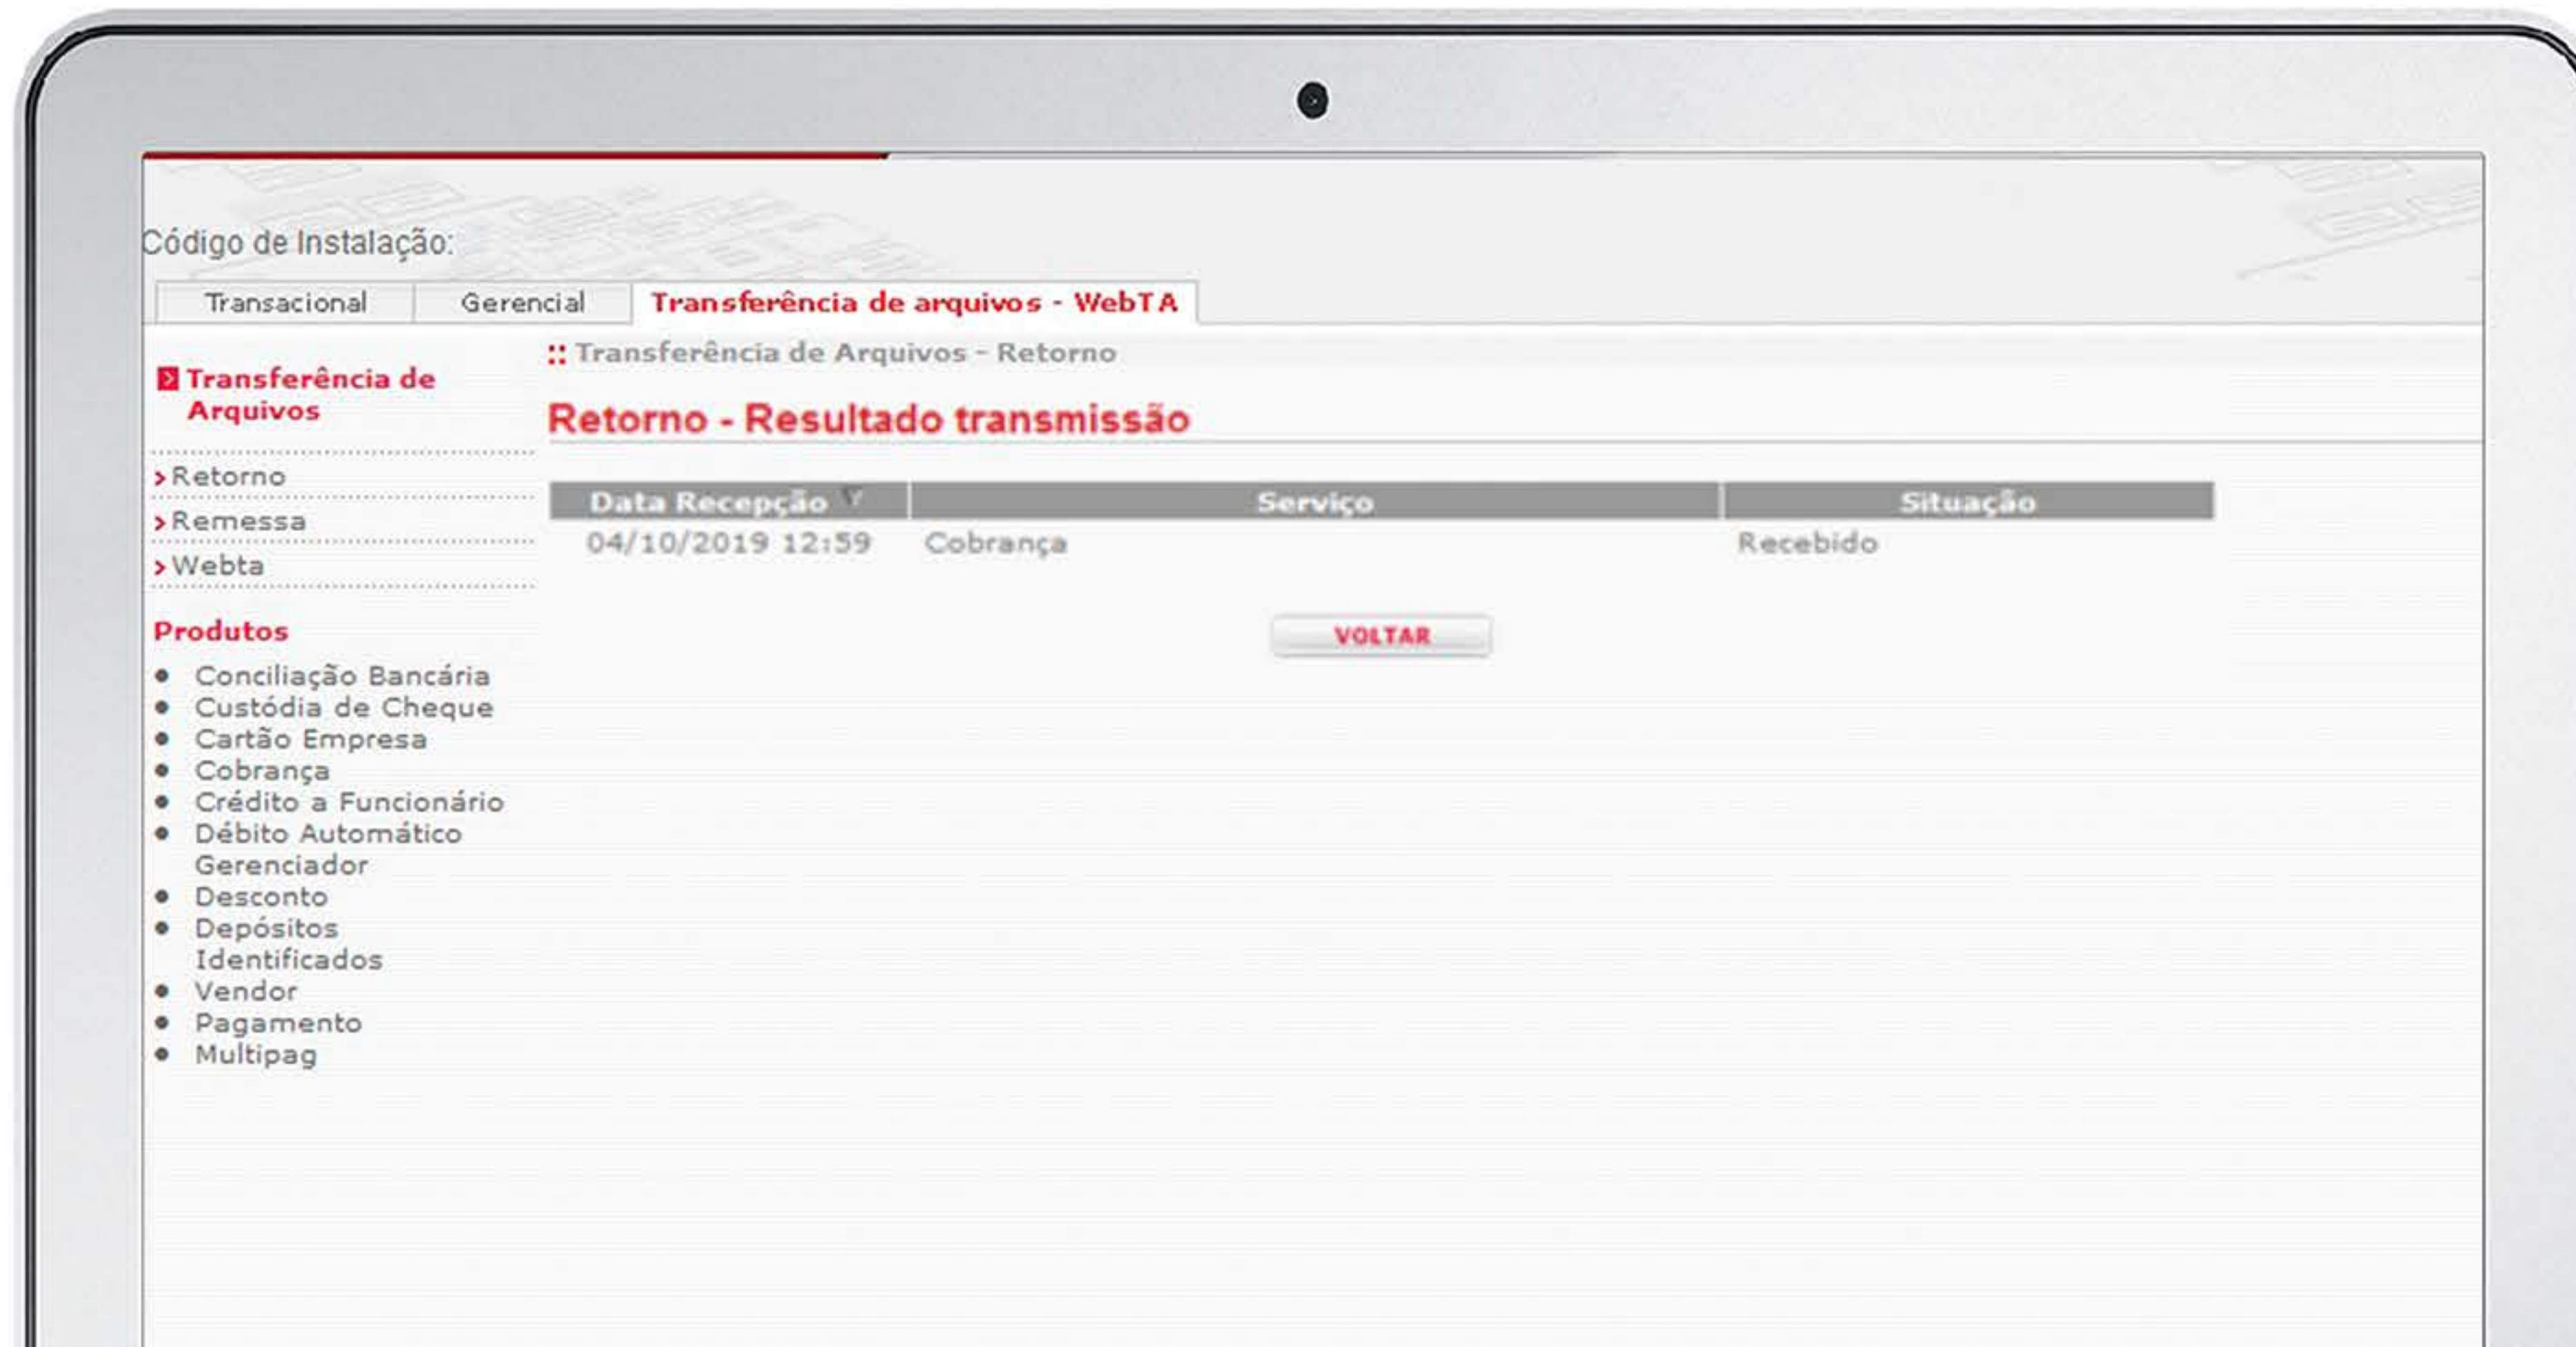 Código de Instalação:
Transacional Gerencial Transferência de arquivos - WebTA
Transferência de
Arquivos
Retorno
Remessa
Webta
Produtos
Conciliação Bancária
Custódia de Cheque
Cartão Empresa
Cobrança
Crédito a Funcionário
Débito Automático
Gerenciador
Desconto
Depósitos
Identificados
Vendor
Pagamento
Multipag
:: Transferência de Arquivos - Retorno
Retorno - Resultado transmissão
Data Recepção Serviço Situação
04/10/2019 12:59 Cobrança Recebido
VOLTAR